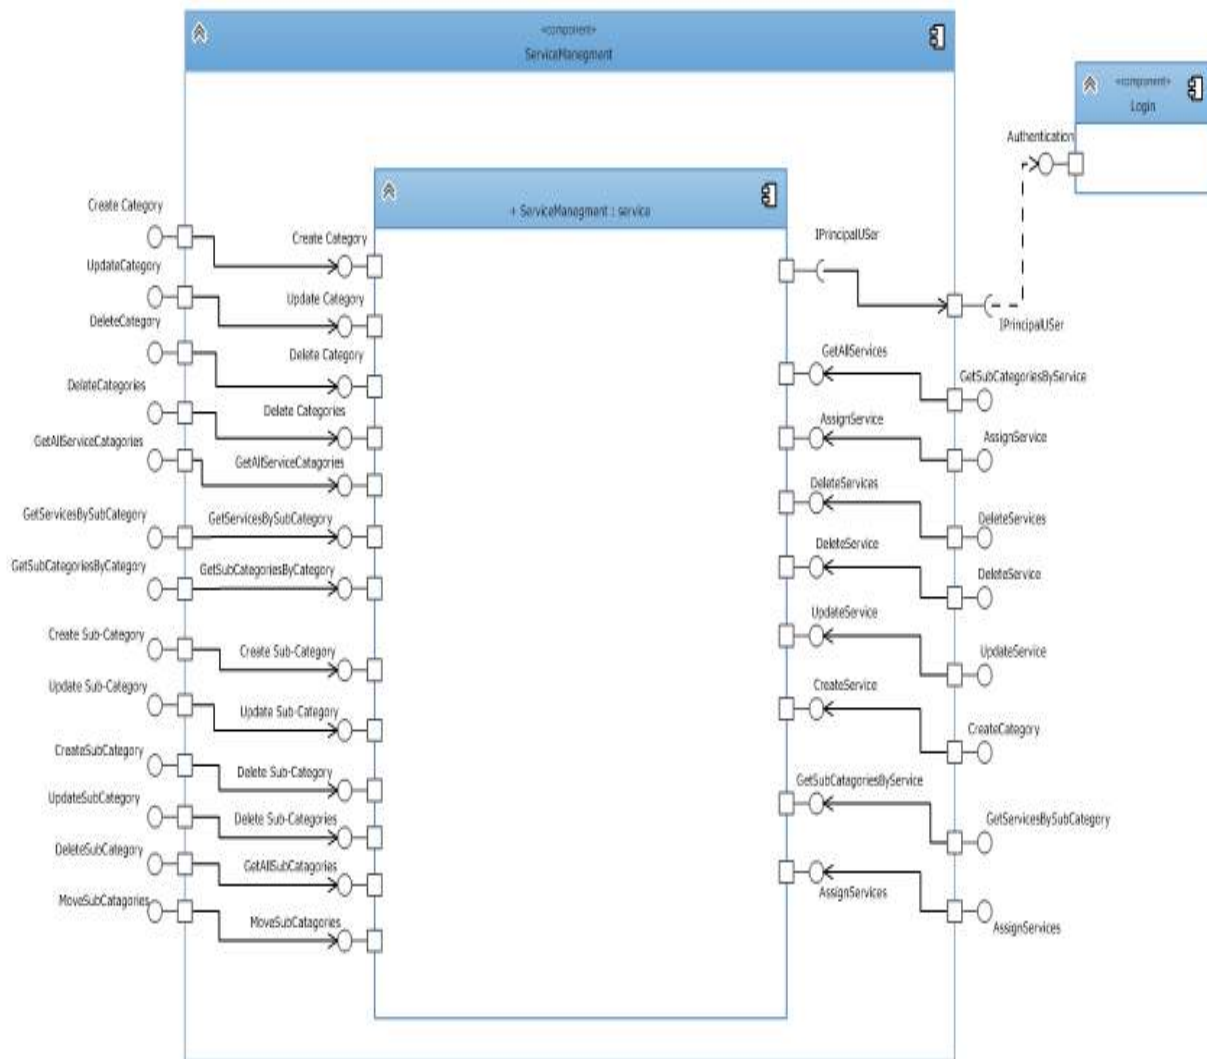 «component»
ServiceManegment
«component»
Login
Authentication
+ ServiceManegment : service
Create Category
Create Category
IPrincipalUSer
UpdateCategory
Update Category
IPrincipalUSer
DeleteCategory
Delete Category
GetAllServices
GetSubCategoriesByService
DeleteCategories
Delete Categories
AssignService
AssignService
GetAllServiceCatagories
GetAllServiceCatagories
DeleteServices
DeleteServices
GetServicesBySubCategory
GetServicesBySubCategory
DeleteService
DeleteService
GetSubCategoriesByCategory
GetSubCategoriesByCategory
UpdateService
UpdateService
Create Sub-Category
Create Sub-Category
CreateService
CreateCategory
Update Sub-Category
Update Sub-Category
CreateSubCategory
Delete Sub-Category
GetSubCatagoriesByService
GetServicesBySubCategory
UpdateSubCategory
Delete Sub-Categories
DeleteSubCategory
GetAllSubCatagories
AssignServices
AssignServices
MoveSubCatagories
MoveSubCatagories